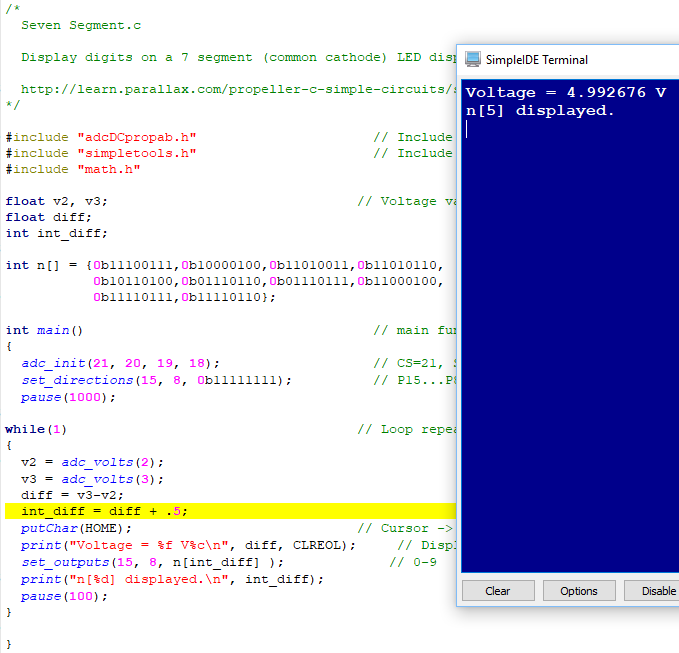 /*
  Seven Segment.c
  Display digits on a 7 segment (common cathode) LED
  http://learn.parallax.com/propeller-c-simple-circuits/
*/
#include "adcDCpropab.h"                      // Include
#include "simpletools.h"                      // Include
#include "math.h"
float v2, v3;                               // Voltage
float diff;
int int_diff;
int n[] = {0b11100111,0b10000100,0b11010011,0b11010110,
           0b10110100,0b01110110,0b01110111,0b11000100,
           0b11110111,0b11110110};
int main()                                    // main
{
  adc_init(21, 20, 19, 18);                   // CS=21,
  set_directions(15, 8, 0b11111111);          // P15...P8
  pause(1000);
while(1)                                    // Loop
{
  v2 = adc_volts(2);
  v3 = adc_volts(3);
  diff = v3-v2;
  int_diff = diff + .5;
  putChar(HOME);                            // Cursor ->
  print("Voltage = %f V%c\n", diff, CLREOL);     // 
  set_outputs(15, 8, n[int_diff] );             // 0-9
  print("n[%d] displayed.\n", int_diff);
  pause(100);
}
}
SimpleIDE Terminal
Voltage = 4.992676 V
n[5] displayed.
Clear
Options
Disable